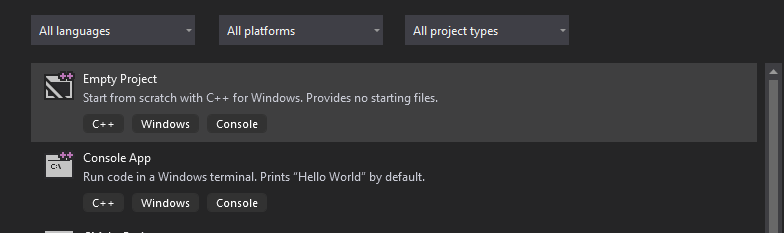 All languages All platforms All project types
Empty Project
Start from scratch with C++ for Windows. Provides no starting files.
C++ Windows Console
Console App
C:\
Run code in a Windows terminal. Prints "Hello World" by default.
C++ Windows Console